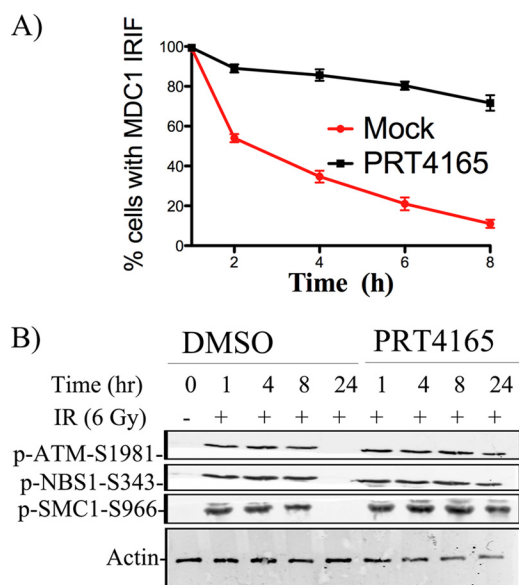 A)
% cells with MDC1 IRIF
100
80
60
40
20
0
Mock
PRT4165
2 4 6 8
Time (h)
B)
DMSO PRT4165
Time (hr) 0 1 4 8 24 1 4 8 24
IR (6 Gy) - + + + + + + + +
p-ATM-S1981-
p-NBS1-S343-
p-SMC1-S966-
Actin-